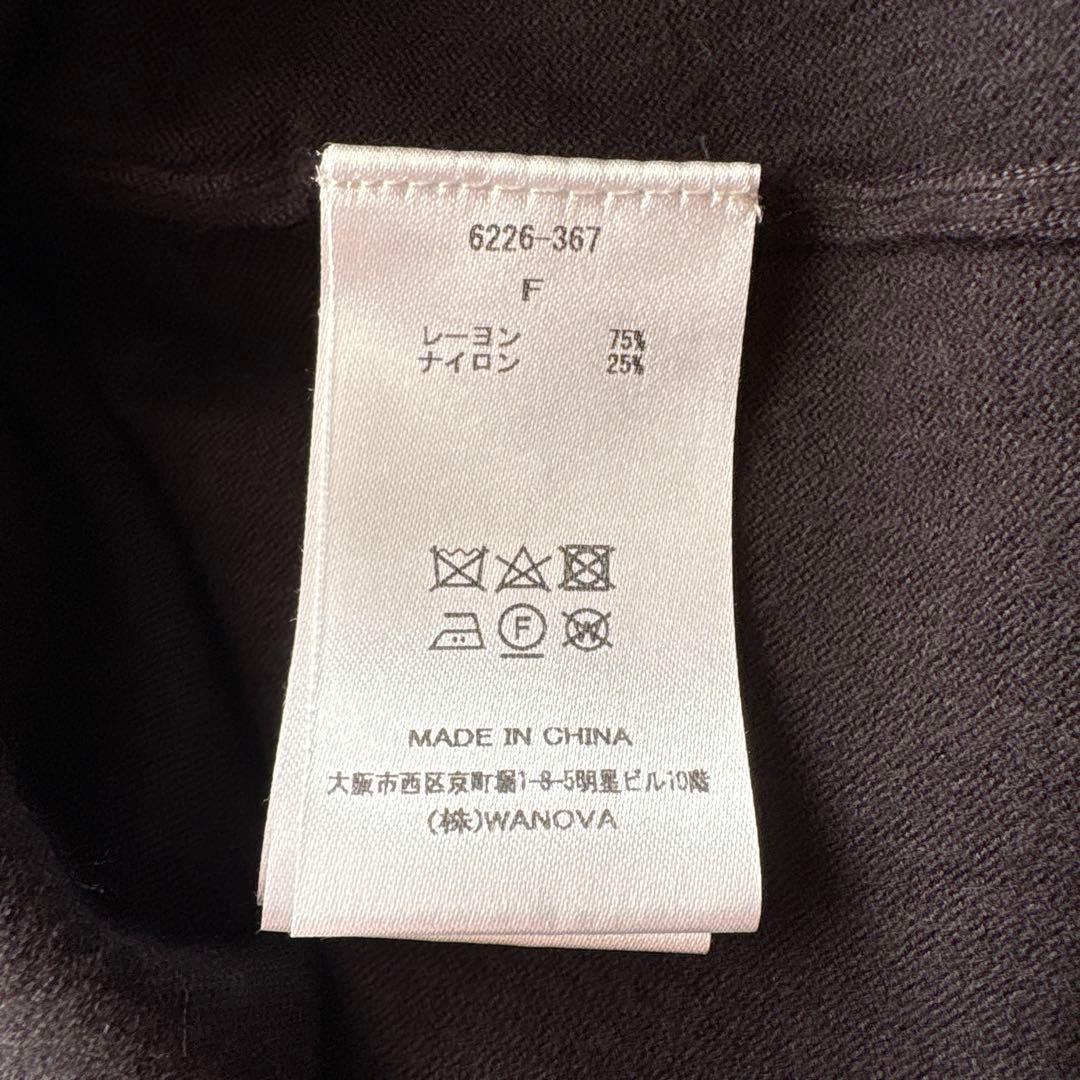 6226-367
F
レーヨン 75%
ナイロン 25%
F
W
MADE IN CHINA
大阪市西区京町堀1-8-5明星ビル10階
(株)WANOVA